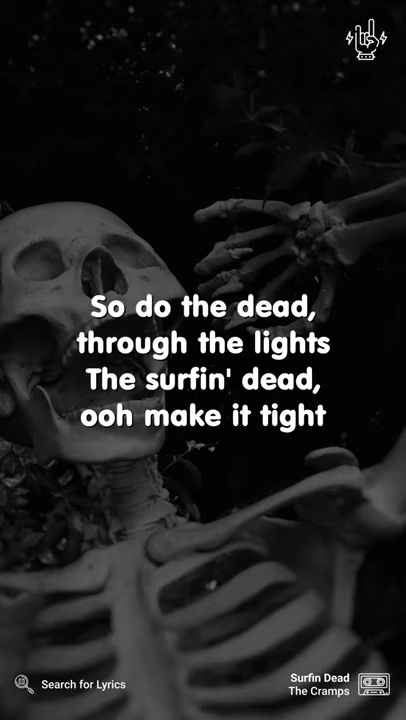 So do the dead,
through the lights
The surfin' dead,
ooh make it tight
Search for Lyrics
Surfin Dead
The Cramps